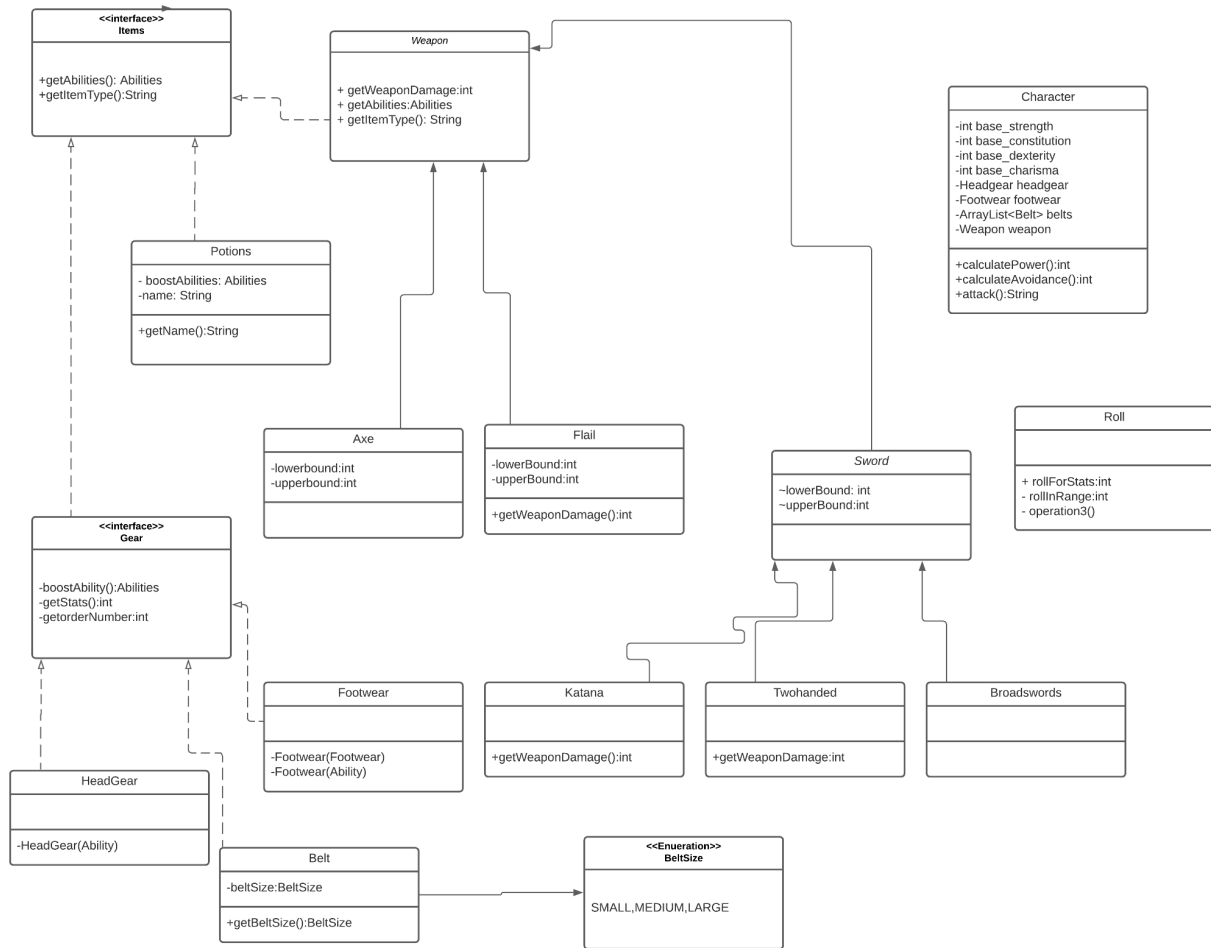 <<interface>>
Items
+getAbilities(): Abilities
+getItemType():String
Weapon
+ getWeaponDamage:int
+ getAbilities:Abilities
+ getItemType(): String
Character
-int base_strength
-int base_constitution
-int base_dexterity
-int base_charisma
-Headgear headgear
-Footwear footwear
-ArrayList<Belt> belts
-Weapon weapon
+calculatePower():int
+calculateAvoidance():int
+attack():String
Potions
- boostAbilities: Abilities
-name: String
+getName():String
Axe
-lowerbound:int
-upperbound:int
Flail
-lowerBound:int
-upperBound:int
+getWeaponDamage():int
Sword
~lowerBound: int
~upperBound:int
Roll
+ rollForStats:int
- rollInRange:int
- operation3()
<<interface>>
Gear
-boostAbility():Abilities
-getStats():int
-getorderNumber:int
Footwear
-Footwear(Footwear)
-Footwear(Ability)
Katana
+getWeaponDamage():int
Twohanded
+getWeaponDamage:int
Broadswords
HeadGear
-HeadGear(Ability)
Belt
-beltSize:BeltSize
+getBeltSize():BeltSize
<<Enueration>>
BeltSize
SMALL,MEDIUM,LARGE